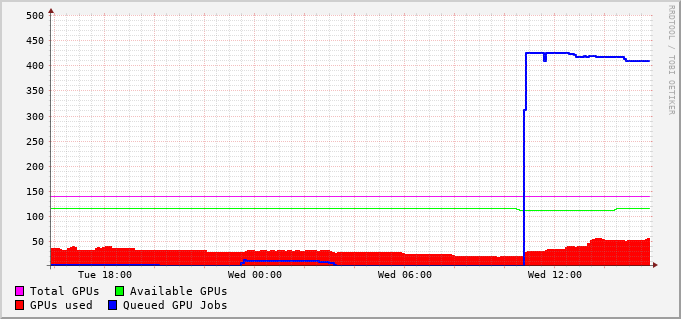 500
450
400
350
300
250
200
150
100
50
Tue 18:00 Wed 00:00 Wed 06:00 Wed 12:00
Total GPUs Available GPUs
GPUs used Queued GPU Jobs
RRDTOOL / TOBI OETIKER